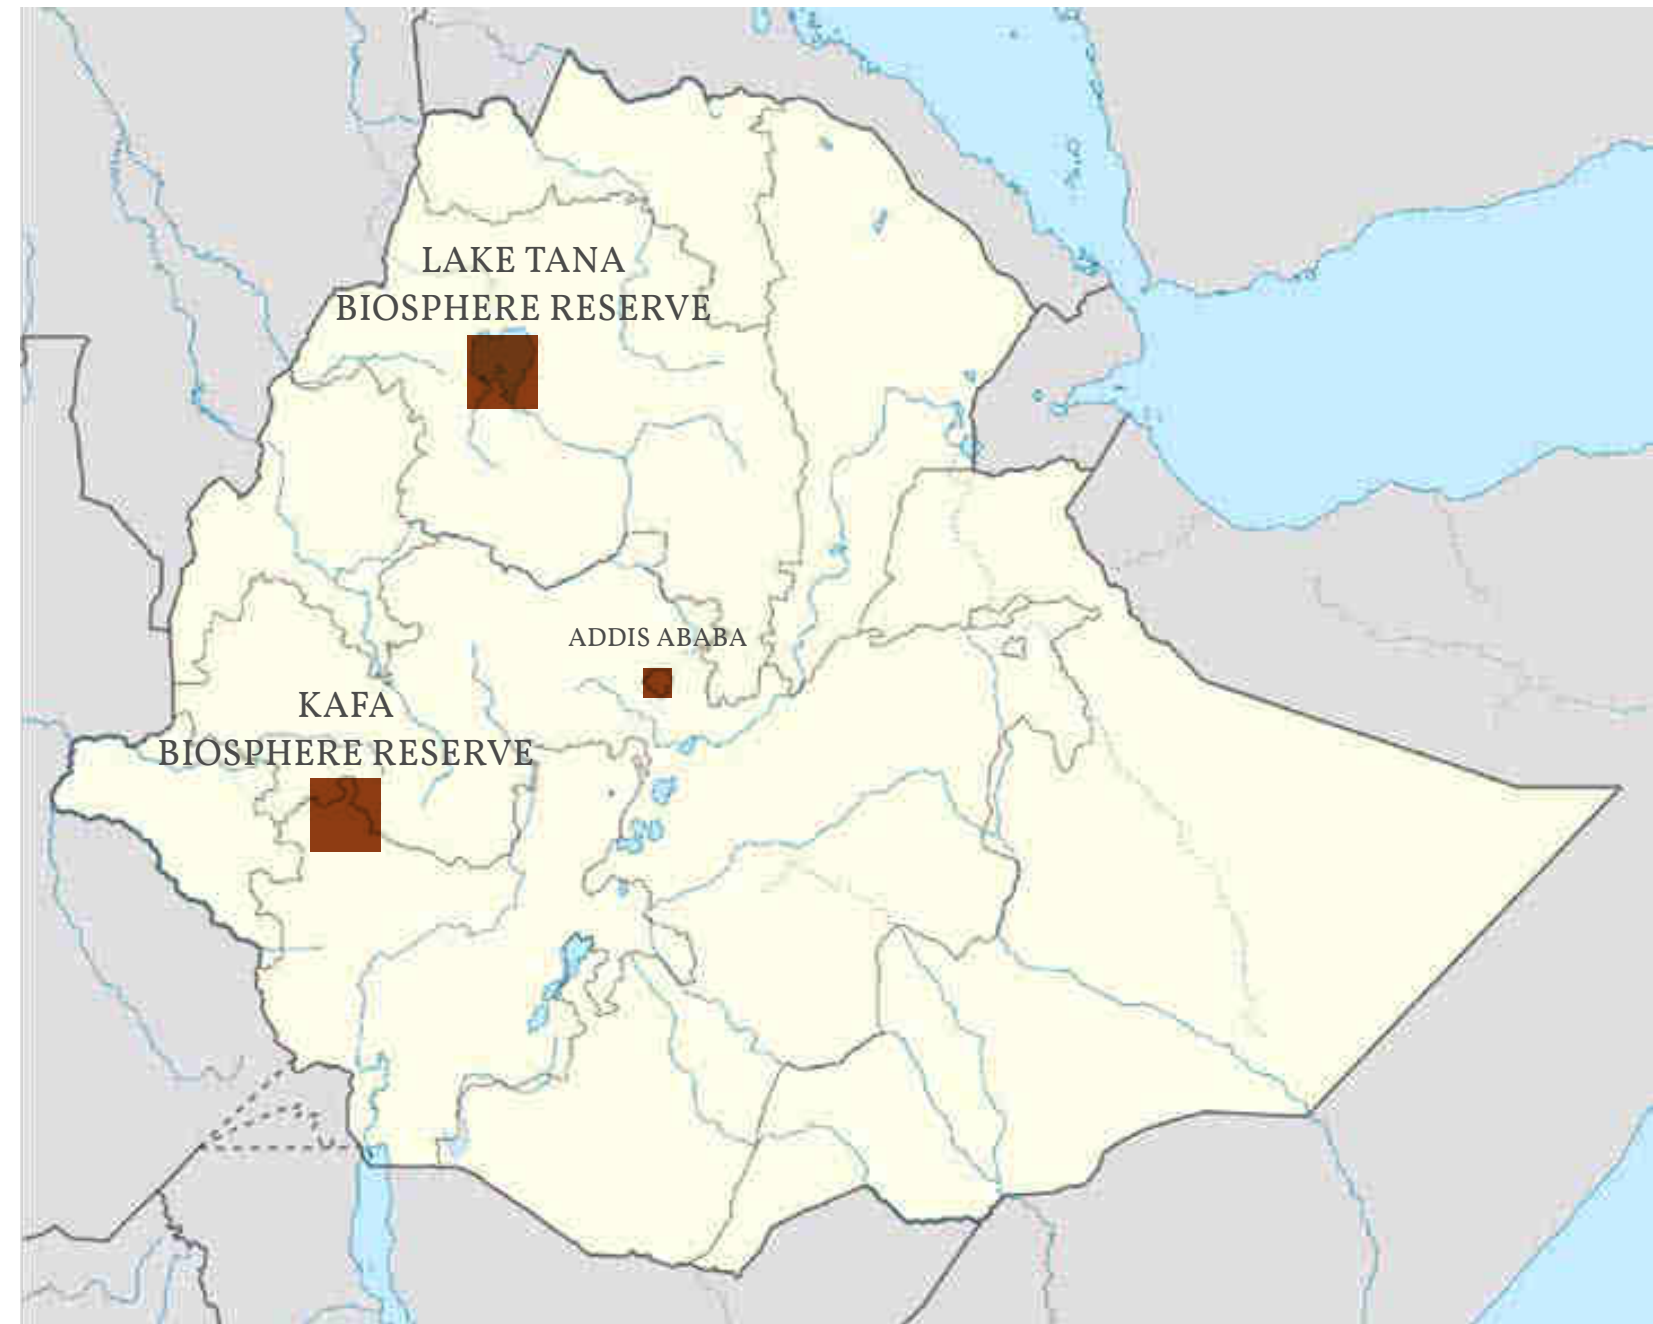 LAKE TANA
BIOSPHERE RESERVE
ADDIS ABABA
KAFA
BIOSPHERE RESERVE